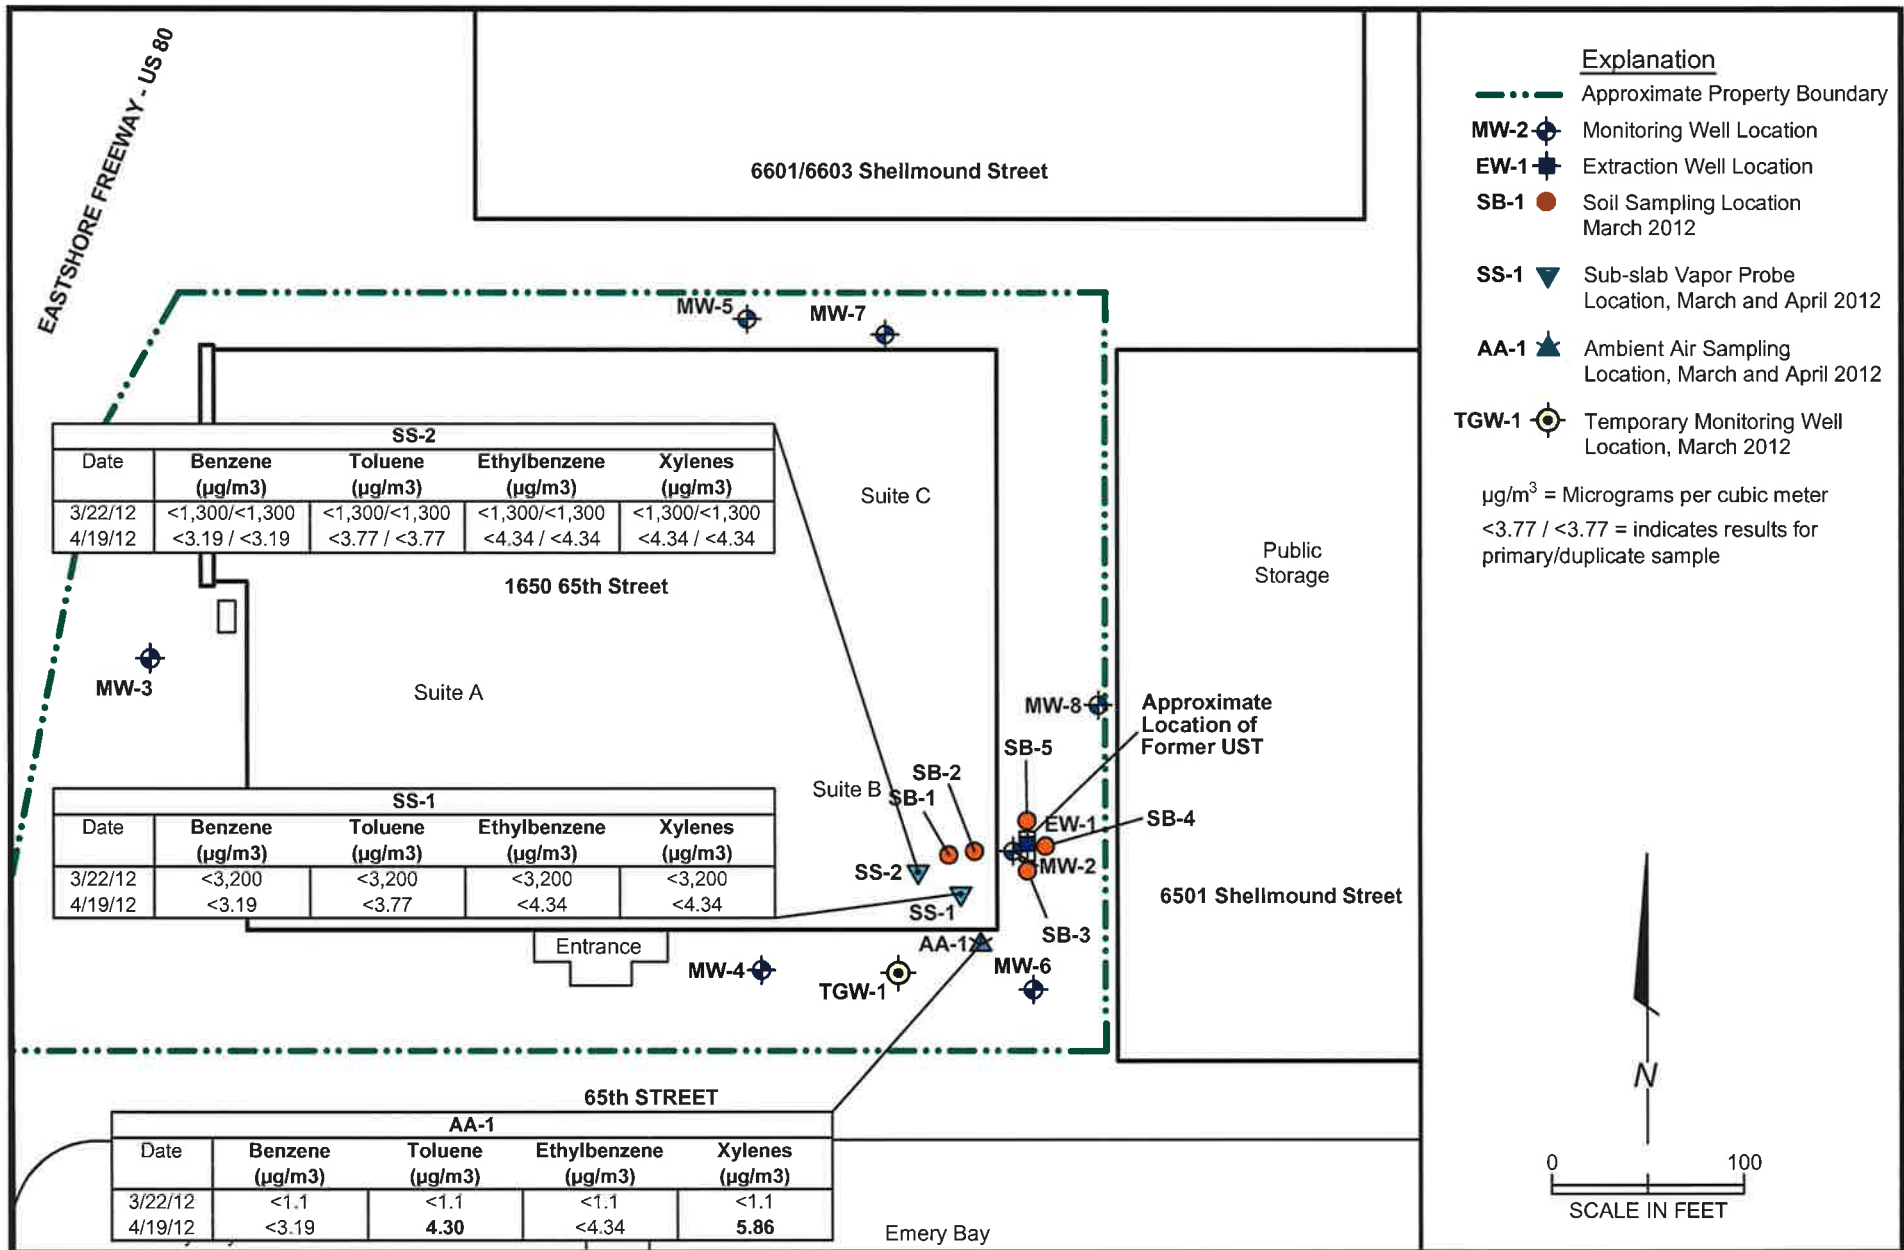 EASTSHORE FREEWAY - US 80
6601/6603 Shellmound Street
MW-5
MW-7
SS-2
Date Benzene Toluene Ethylbenzene Xylenes
(µg/m3) (µg/m3) (µg/m3) (µg/m3)
3/22/12 <1,300/<1,300 <1,300/<1,300 <1,300/<1,300 <1,300/<1,300
4/19/12 <3.19 / <3.19 <3.77 / <3.77 <4.34 / <4.34 <4.34 / <4.34
Suite C
1650 65th Street
Public
Storage
MW-3
Suite A
MW-8
Approximate
Location of
Former UST
SB-5
SB-2
Suite B
SB-1
EW-1
SB-4
SS-1
Date Benzene Toluene Ethylbenzene Xylenes
(µg/m3) (µg/m3) (µg/m3) (µg/m3)
3/22/12 <3,200 <3,200 <3,200 <3,200
4/19/12 <3.19 <3.77 <4.34 <4.34
SS-2
MW-2
6501 Shellmound Street
SS-1
SB-3
Entrance
AA-1
MW-4
TGW-1
MW-6
65th STREET
AA-1
Date Benzene Toluene Ethylbenzene Xylenes
(µg/m3) (µg/m3) (µg/m3) (µg/m3)
3/22/12 <1.1 <1.1 <1.1 <1.1
4/19/12 <3.19 4.30 <4.34 5.86
Emery Bay
Explanation
Approximate Property Boundary
MW-2 Monitoring Well Location
EW-1 Extraction Well Location
SB-1 Soil Sampling Location
March 2012
SS-1 Sub-slab Vapor Probe
Location, March and April 2012
AA-1 Ambient Air Sampling
Location, March and April 2012
TGW-1 Temporary Monitoring Well
Location, March 2012
µg/m³ = Micrograms per cubic meter
<3.77 / <3.77 = indicates results for
primary/duplicate sample
N
0 100
SCALE IN FEET